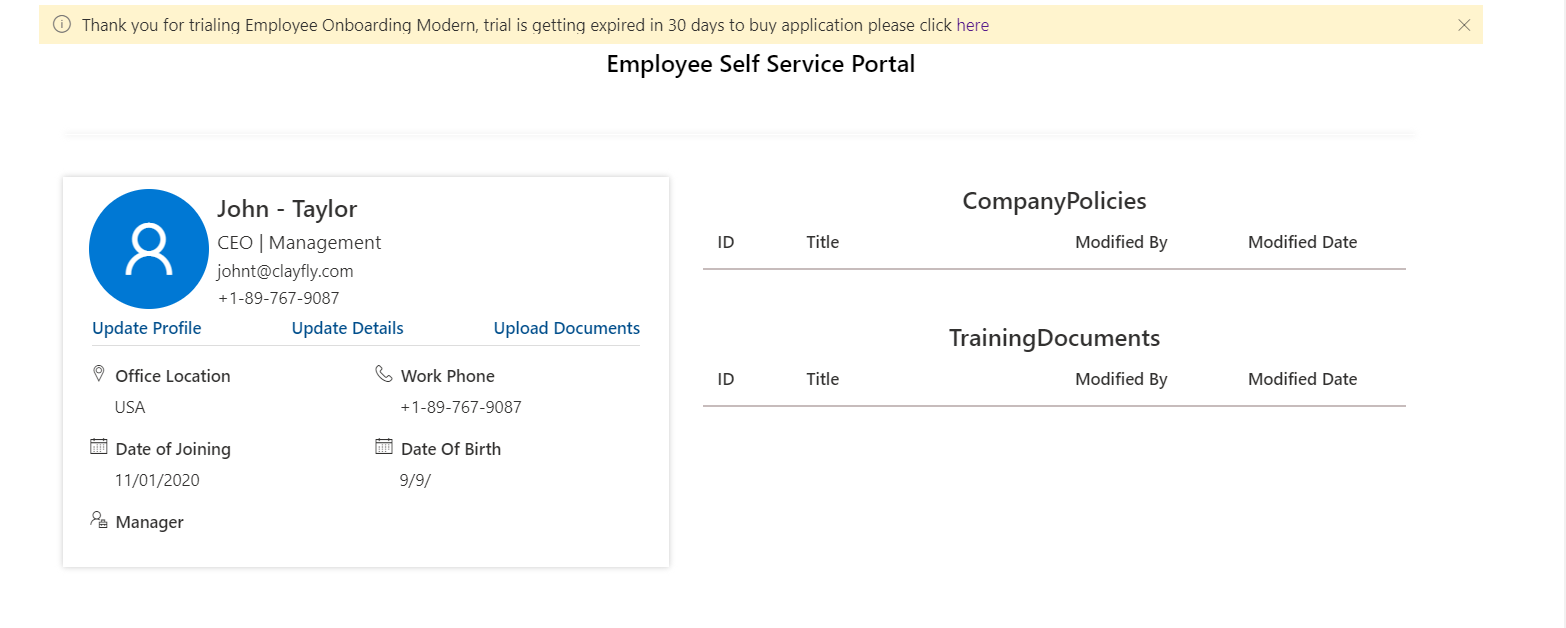 Thank you for trialing Employee Onboarding Modern, trial is getting expired in 30 days to buy application please click here
Employee Self Service Portal
John - Taylor
CEO | Management
johnt@clayfly.com
+1-89-767-9087
Update Profile Update Details Upload Documents
Office Location Work Phone
USA +1-89-767-9087
Date of Joining Date Of Birth
11/01/2020 9/9/
Manager
CompanyPolicies
ID Title Modified By Modified Date
TrainingDocuments
ID Title Modified By Modified Date